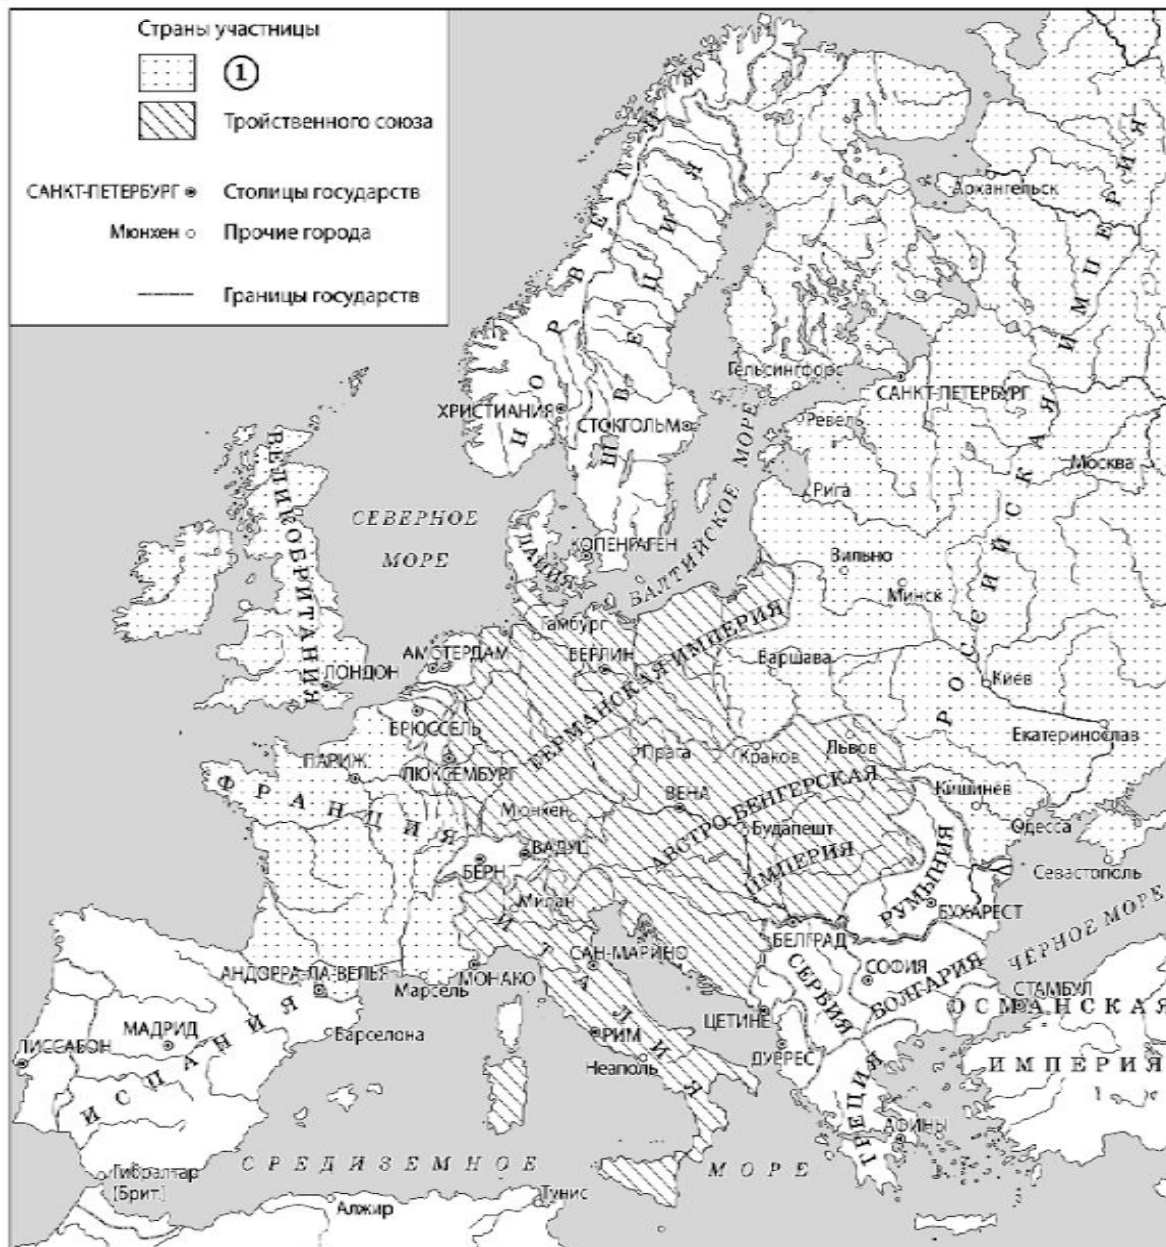 Страны участницы
1
Тройственного союза
САНКТ-ПЕТЕРБУРГ Столицы государств
Мюнхен Прочие города
Границы государств
НОРВЕГИЯ
ШВЕЦИЯ
Архангельск
РОССИЙСКАЯ ИМПЕРИЯ
Гельсингфорс
САНКТ-ПЕТЕРБУРГ
ХРИСТИАНИЯ
СТОКГОЛЬМ
Ревель
Москва
ВЕЛИКОБРИТАНИЯ
Рига
СЕВЕРНОЕ
МОРЕ
БАЛТИЙСКОЕ МОРЕ
КОПЕНГАГЕН
ДАНИЯ
Вильно
Минск
Гамбург
АМСТЕРДАМ
БЕРЛИН
Варшава
ЛОНДОН
Киев
ГЕРМАНСКАЯ ИМПЕРИЯ
БРЮССЕЛЬ
Екатеринослав
ПАРИЖ
ЛЮКСЕМБУРГ
Прага
Краков
Львов
ФРАНЦИЯ
Мюнхен
ВЕНА
Кишинёв
АВСТРО-ВЕНГЕРСКАЯ
ИМПЕРИЯ
Будапешт
Одесса
ВАДУЦ
БЕРН
РУМЫНИЯ
Севастополь
Милан
БУХАРЕСТ
БЕЛГРАД
САН-МАРИНО
ИТАЛИЯ
СЕРБИЯ
СОФИЯ
БОЛГАРИЯ
ЧЁРНОЕ МОРЕ
АНДОРРА-ЛА-ВЕЛЬЯ
МОНАКО
Марсель
СТАМБУЛ
ОСМАНСКАЯ
ИМПЕРИЯ
ЦЕТИНЕ
МАДРИД
Барселона
РИМ
ЛИССАБОН
ИСПАНИЯ
Неаполь
ДУРРЕС
ГРЕЦИЯ
АФИНЫ
Гибралтар
(Брит.)
СРЕДИЗЕМНОЕ МОРЕ
Алжир
Тунис